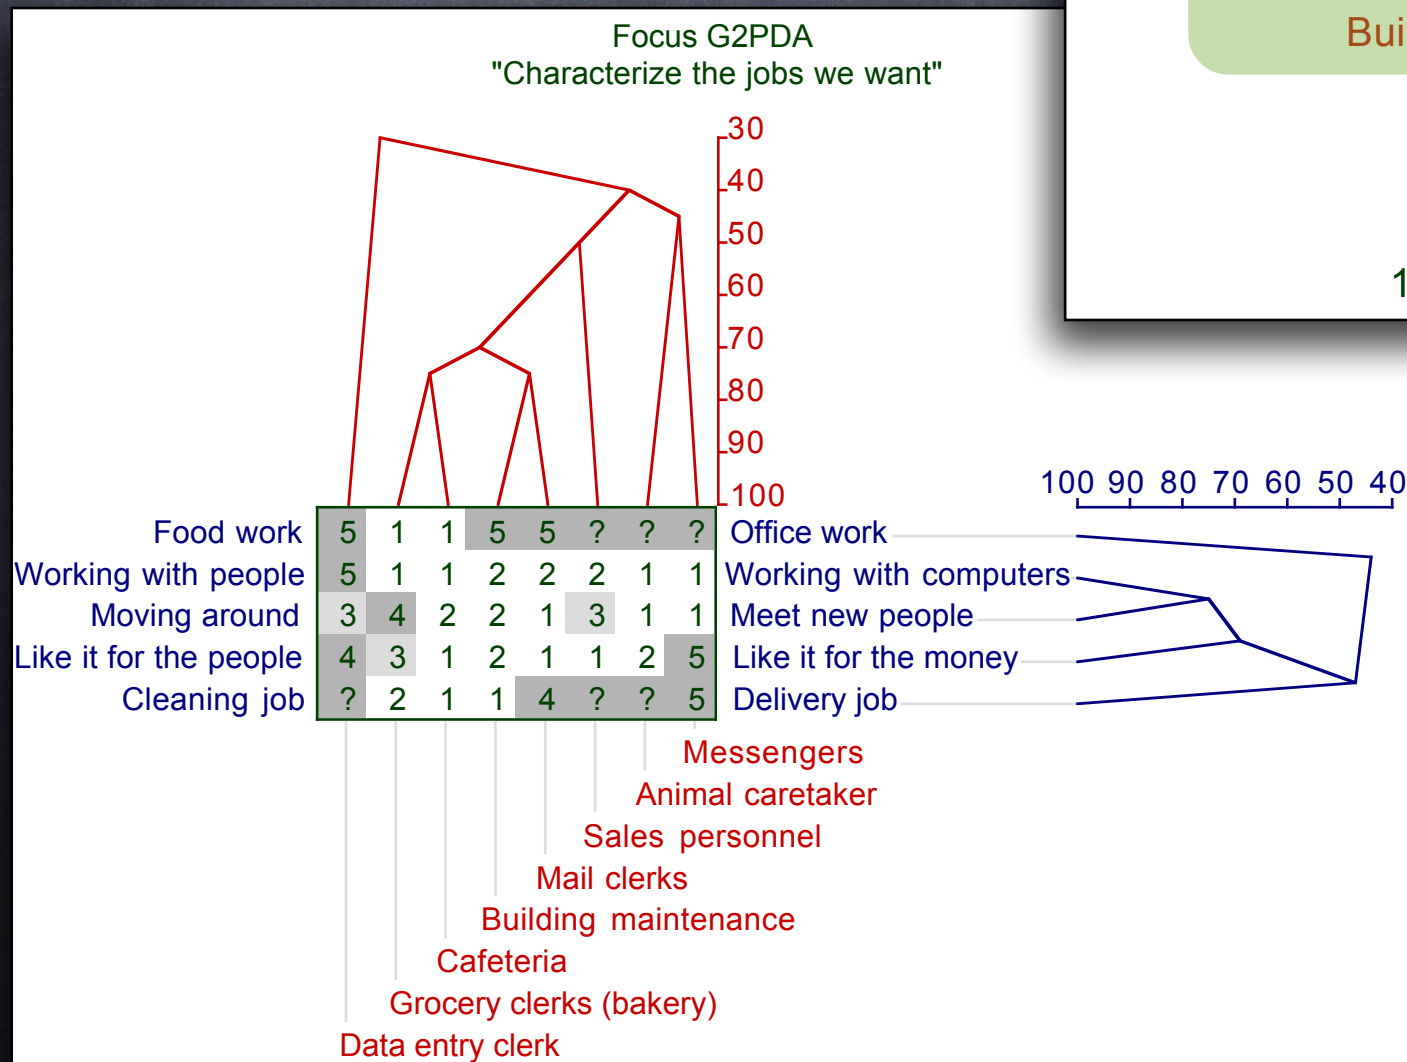 Focus G2PDA
"Characterize the jobs we want"
30
40
50
60
70
80
90
100
100 90 80 70 60 50 40
Food work 5 1 1 5 5 ? ? ? Office work
Working with people 5 1 1 2 2 2 1 1 Working with computers
Moving around 3 4 2 2 1 3 1 1 Meet new people
Like it for the people 4 3 1 2 1 1 2 5 Like it for the money
Cleaning job ? 2 1 1 4 ? ? 5 Delivery job
Messengers
Animal caretaker
Sales personnel
Mail clerks
Building maintenance
Cafeteria
Grocery clerks (bakery)
Data entry clerk